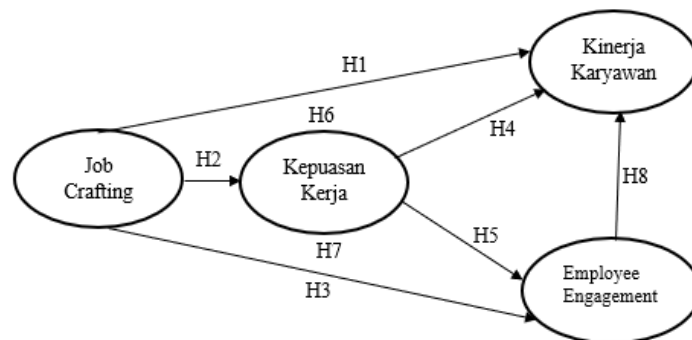 Kinerja
Karyawan
H1
H6
H4
H2
Job
Crafting
Kepuasan
Kerja
H8
H5
H7
H3
Employee
Engagement